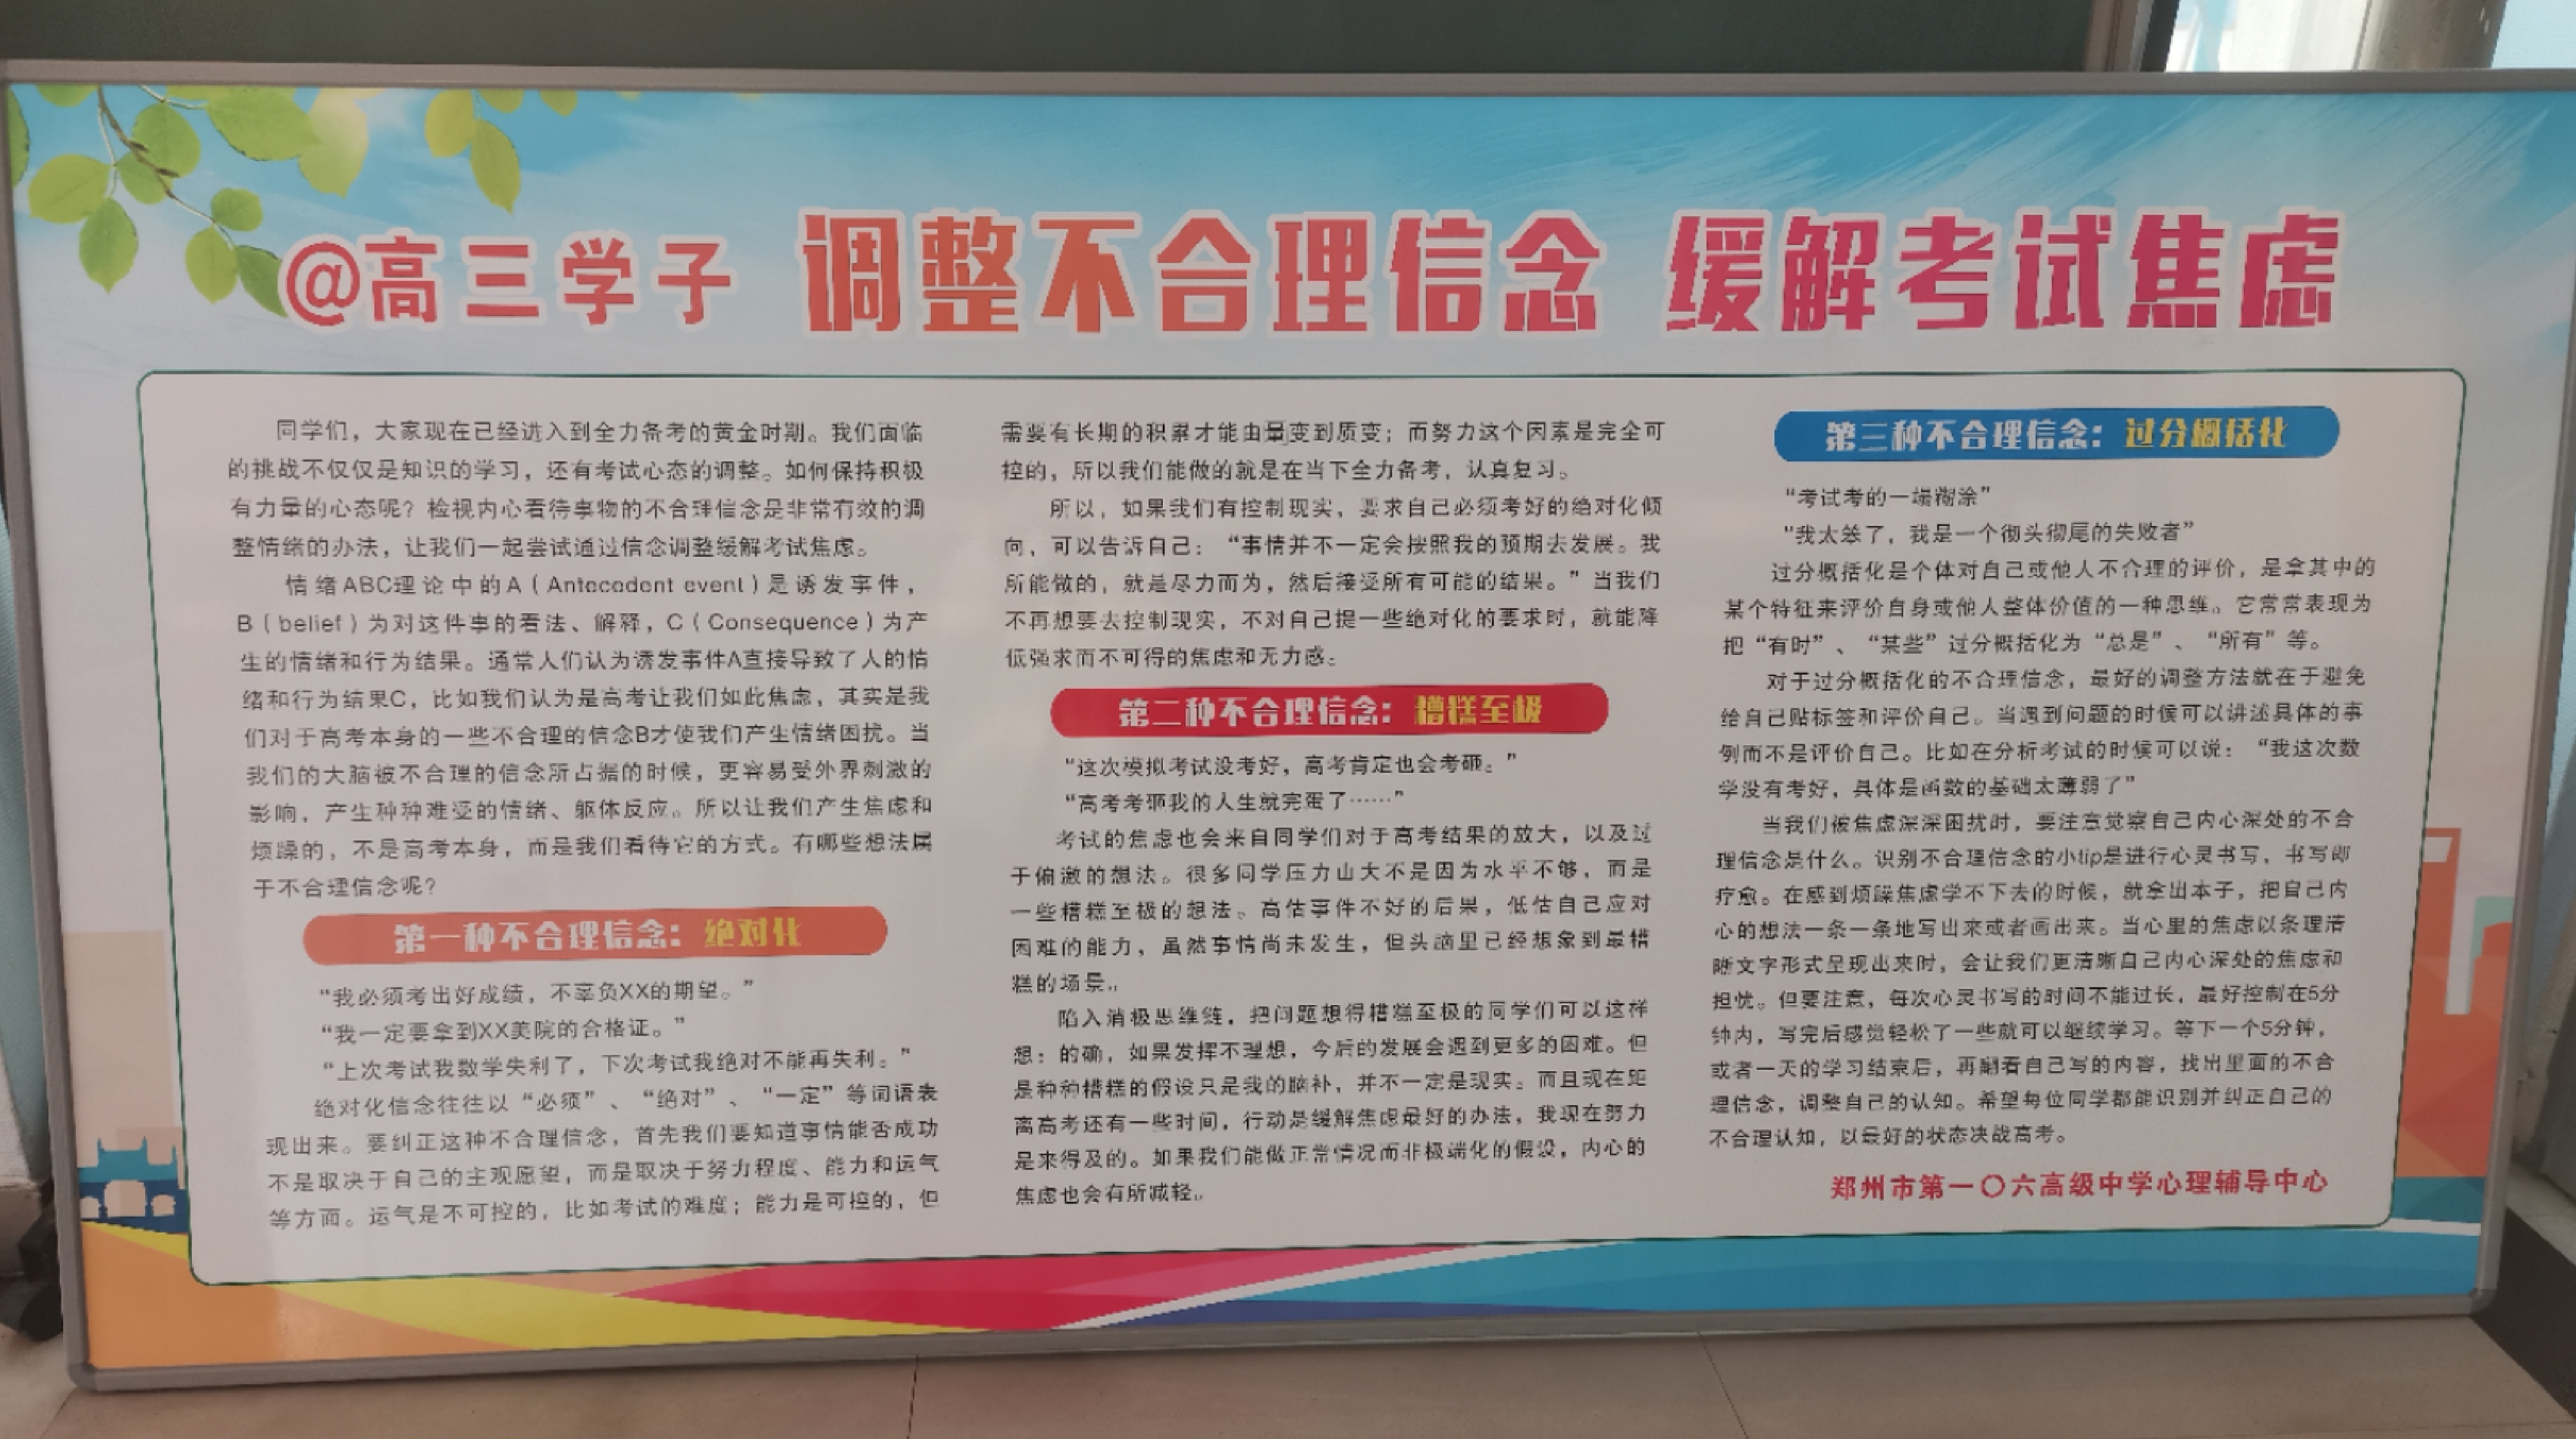 @高三学子 调整不合理信念 缓解考试焦虑
同学们，大家现在已经进入到全力备考的黄金时期。我们面临
的挑战不仅仅是知识的学习，还有考试心态的调整。如何保持积极
有力量的心态呢？检视内心看待事物的不合理信念是非常有效的调
整情绪的办法，让我们一起尝试通过信念调整缓解考试焦虑。
情绪ABC理论中的A（Antecedent event）是诱发事件，
B（belief）为对这件事的看法、解释，C（Consequence）为产
生的情绪和行为结果。通常人们认为诱发事件A直接导致了人的情
绪和行为结果C，比如我们认为是高考让我们如此焦虑，其实是我
们对于高考本身的一些不合理的信念B才使我们产生情绪困扰。当
我们的大脑被不合理的信念所占据的时候，更容易受外界刺激的
影响，产生种种难受的情绪、躯体反应。所以让我们产生焦虑和
烦躁的，不是高考本身，而是我们看待它的方式。有哪些想法属
于不合理信念呢？
第一种不合理信念：绝对化
“我必须考出好成绩，不辜负XX的期望。”
“我一定要拿到XX美院的合格证。”
“上次考试我数学失利了，下次考试我绝对不能再失利。”
绝对化信念往往以“必须”、“绝对”、“一定”等词语表
现出来。要纠正这种不合理信念，首先我们要知道事情能否成功
不是取决于自己的主观愿望，而是取决于努力程度、能力和运气
等方面。运气是不可控的，比如考试的难度；能力是可控的，但
需要有长期的积累才能由量变到质变；而努力这个因素是完全可
控的，所以我们能做的就是在当下全力备考，认真复习。
所以，如果我们有控制现实，要求自己必须考好的绝对化倾
向，可以告诉自己：“事情并不一定会按照我的预期去发展。我
所能做的，就是尽力而为，然后接受所有可能的结果。”当我们
不再想要去控制现实，不对自己提一些绝对化的要求时，就能降
低强求而不可得的焦虑和无力感。
第二种不合理信念：糟糕至极
“这次模拟考试没考好，高考肯定也会考砸。”
“高考考砸我的人生就完蛋了……”
考试的焦虑也会来自同学们对于高考结果的放大，以及过
于偏激的想法。很多同学压力山大不是因为水平不够，而是
一些糟糕至极的想法。高估事件不好的后果，低估自己应对
困难的能力，虽然事情尚未发生，但头脑里已经想象到最糟
糕的场景。
陷入消极思维链，把问题想得糟糕至极的同学们可以这样
想：的确，如果发挥不理想，今后的发展会遇到更多的困难。但
是种种糟糕的假设只是我的脑补，并不一定是现实。而且现在距
离高考还有一些时间，行动是缓解焦虑最好的办法，我现在努力
是来得及的。如果我们能做正常情况而非极端化的假设，内心的
焦虑也会有所减轻。
第三种不合理信念：过分概括化
“考试考的一塌糊涂”
“我太笨了，我是一个彻头彻尾的失败者”
过分概括化是个体对自己或他人不合理的评价，是拿其中的
某个特征来评价自身或他人整体价值的一种思维。它常常表现为
把“有时”、“某些”过分概括化为“总是”、“所有”等。
对于过分概括化的不合理信念，最好的调整方法就在于避免
给自己贴标签和评价自己。当遇到问题的时候可以讲述具体的事
例而不是评价自己。比如在分析考试的时候可以说：“我这次数
学没有考好，具体是函数的基础太薄弱了”
当我们被焦虑深深困扰时，要注意觉察自己内心深处的不合
理信念是什么。识别不合理信念的小tip是进行心灵书写，书写即
疗愈。在感到烦躁焦虑学不下去的时候，就拿出本子，把自己内
心的想法一条一条地写出来或者画出来。当心里的焦虑以条理清
晰文字形式呈现出来时，会让我们更清晰自己内心深处的焦虑和
担忧。但要注意，每次心灵书写的时间不能过长，最好控制在5分
钟内，写完后感觉轻松了一些就可以继续学习。等下一个5分钟，
或者一天的学习结束后，再翻看自己写的内容，找出里面的不合
理信念，调整自己的认知。希望每位同学都能识别并纠正自己的
不合理认知，以最好的状态决战高考。
郑州市第一〇六高级中学心理辅导中心